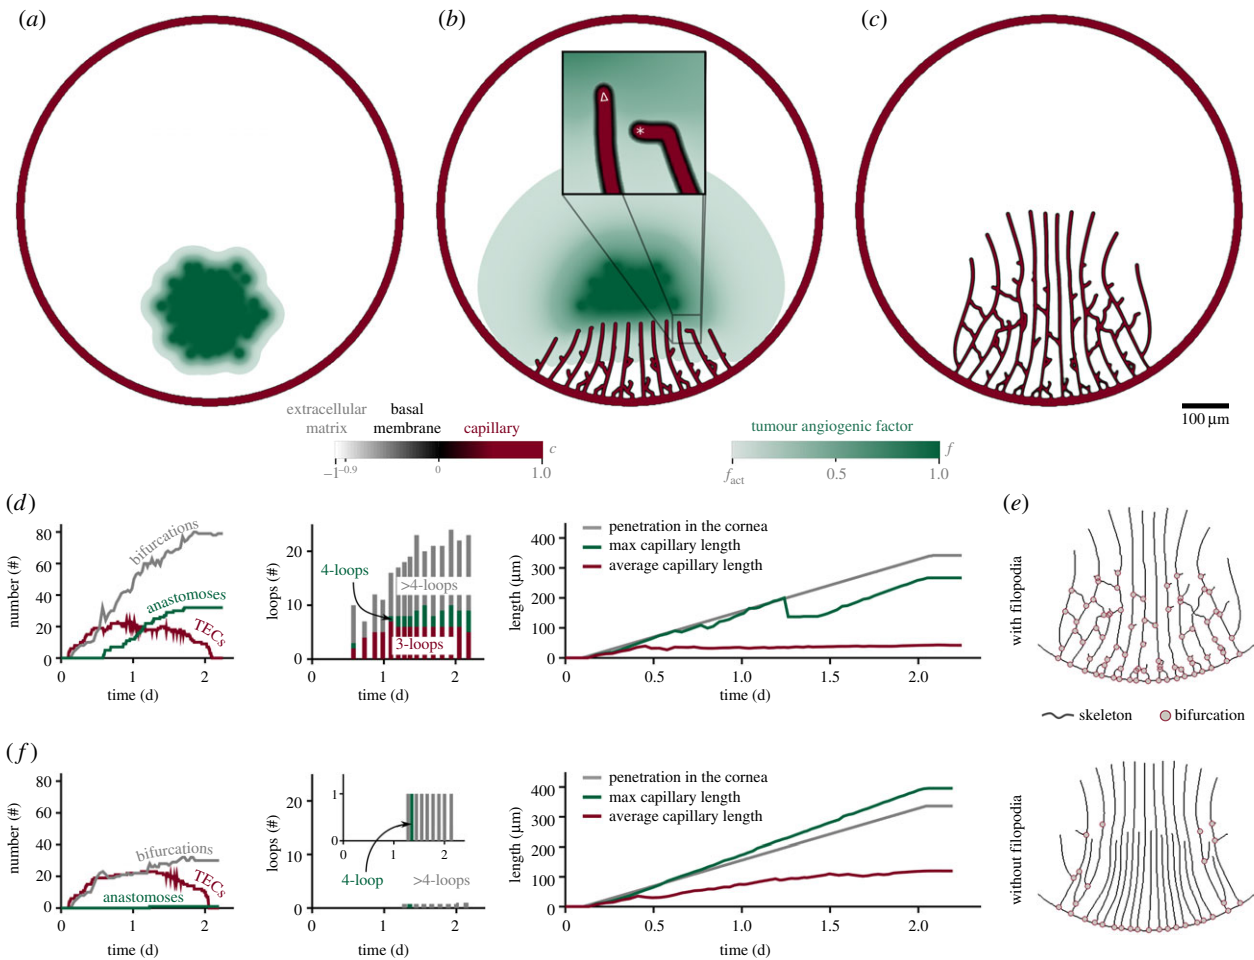 (a)
(b)
(c)
*
100 µm
extracellular matrix
basal membrane
capillary
c
−1
−0.9
0
1.0
tumour angiogenic factor
f
f_act
0.5
1.0
(d)
number (#)
80
60
40
20
0
bifurcations
anastomoses
TECs
0
1
2
time (d)
loops (#)
20
10
0
4-loops
>4-loops
3-loops
0
1
2
time (d)
length (µm)
400
300
200
100
0
penetration in the cornea
max capillary length
average capillary length
0
0.5
1.0
1.5
2.0
time (d)
(e)
with filopodia
skeleton
bifurcation
without filopodia
(f)
number (#)
80
60
40
20
0
bifurcations
TECs
anastomoses
0
1
2
time (d)
loops (#)
20
10
0
1
0
0
1
2
4-loop
>4-loops
0
1
2
time (d)
length (µm)
400
300
200
100
0
penetration in the cornea
max capillary length
average capillary length
0
0.5
1.0
1.5
2.0
time (d)